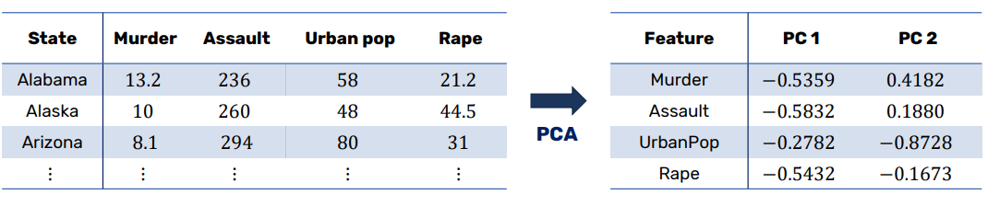 State Murder Assault Urban pop Rape
Alabama 13.2 236 58 21.2
Alaska 10 260 48 44.5
Arizona 8.1 294 80 31
⋮ ⋮ ⋮ ⋮ ⋮
PCA
Feature PC 1 PC 2
Murder −0.5359 0.4182
Assault −0.5832 0.1880
UrbanPop −0.2782 −0.8728
Rape −0.5432 −0.1673